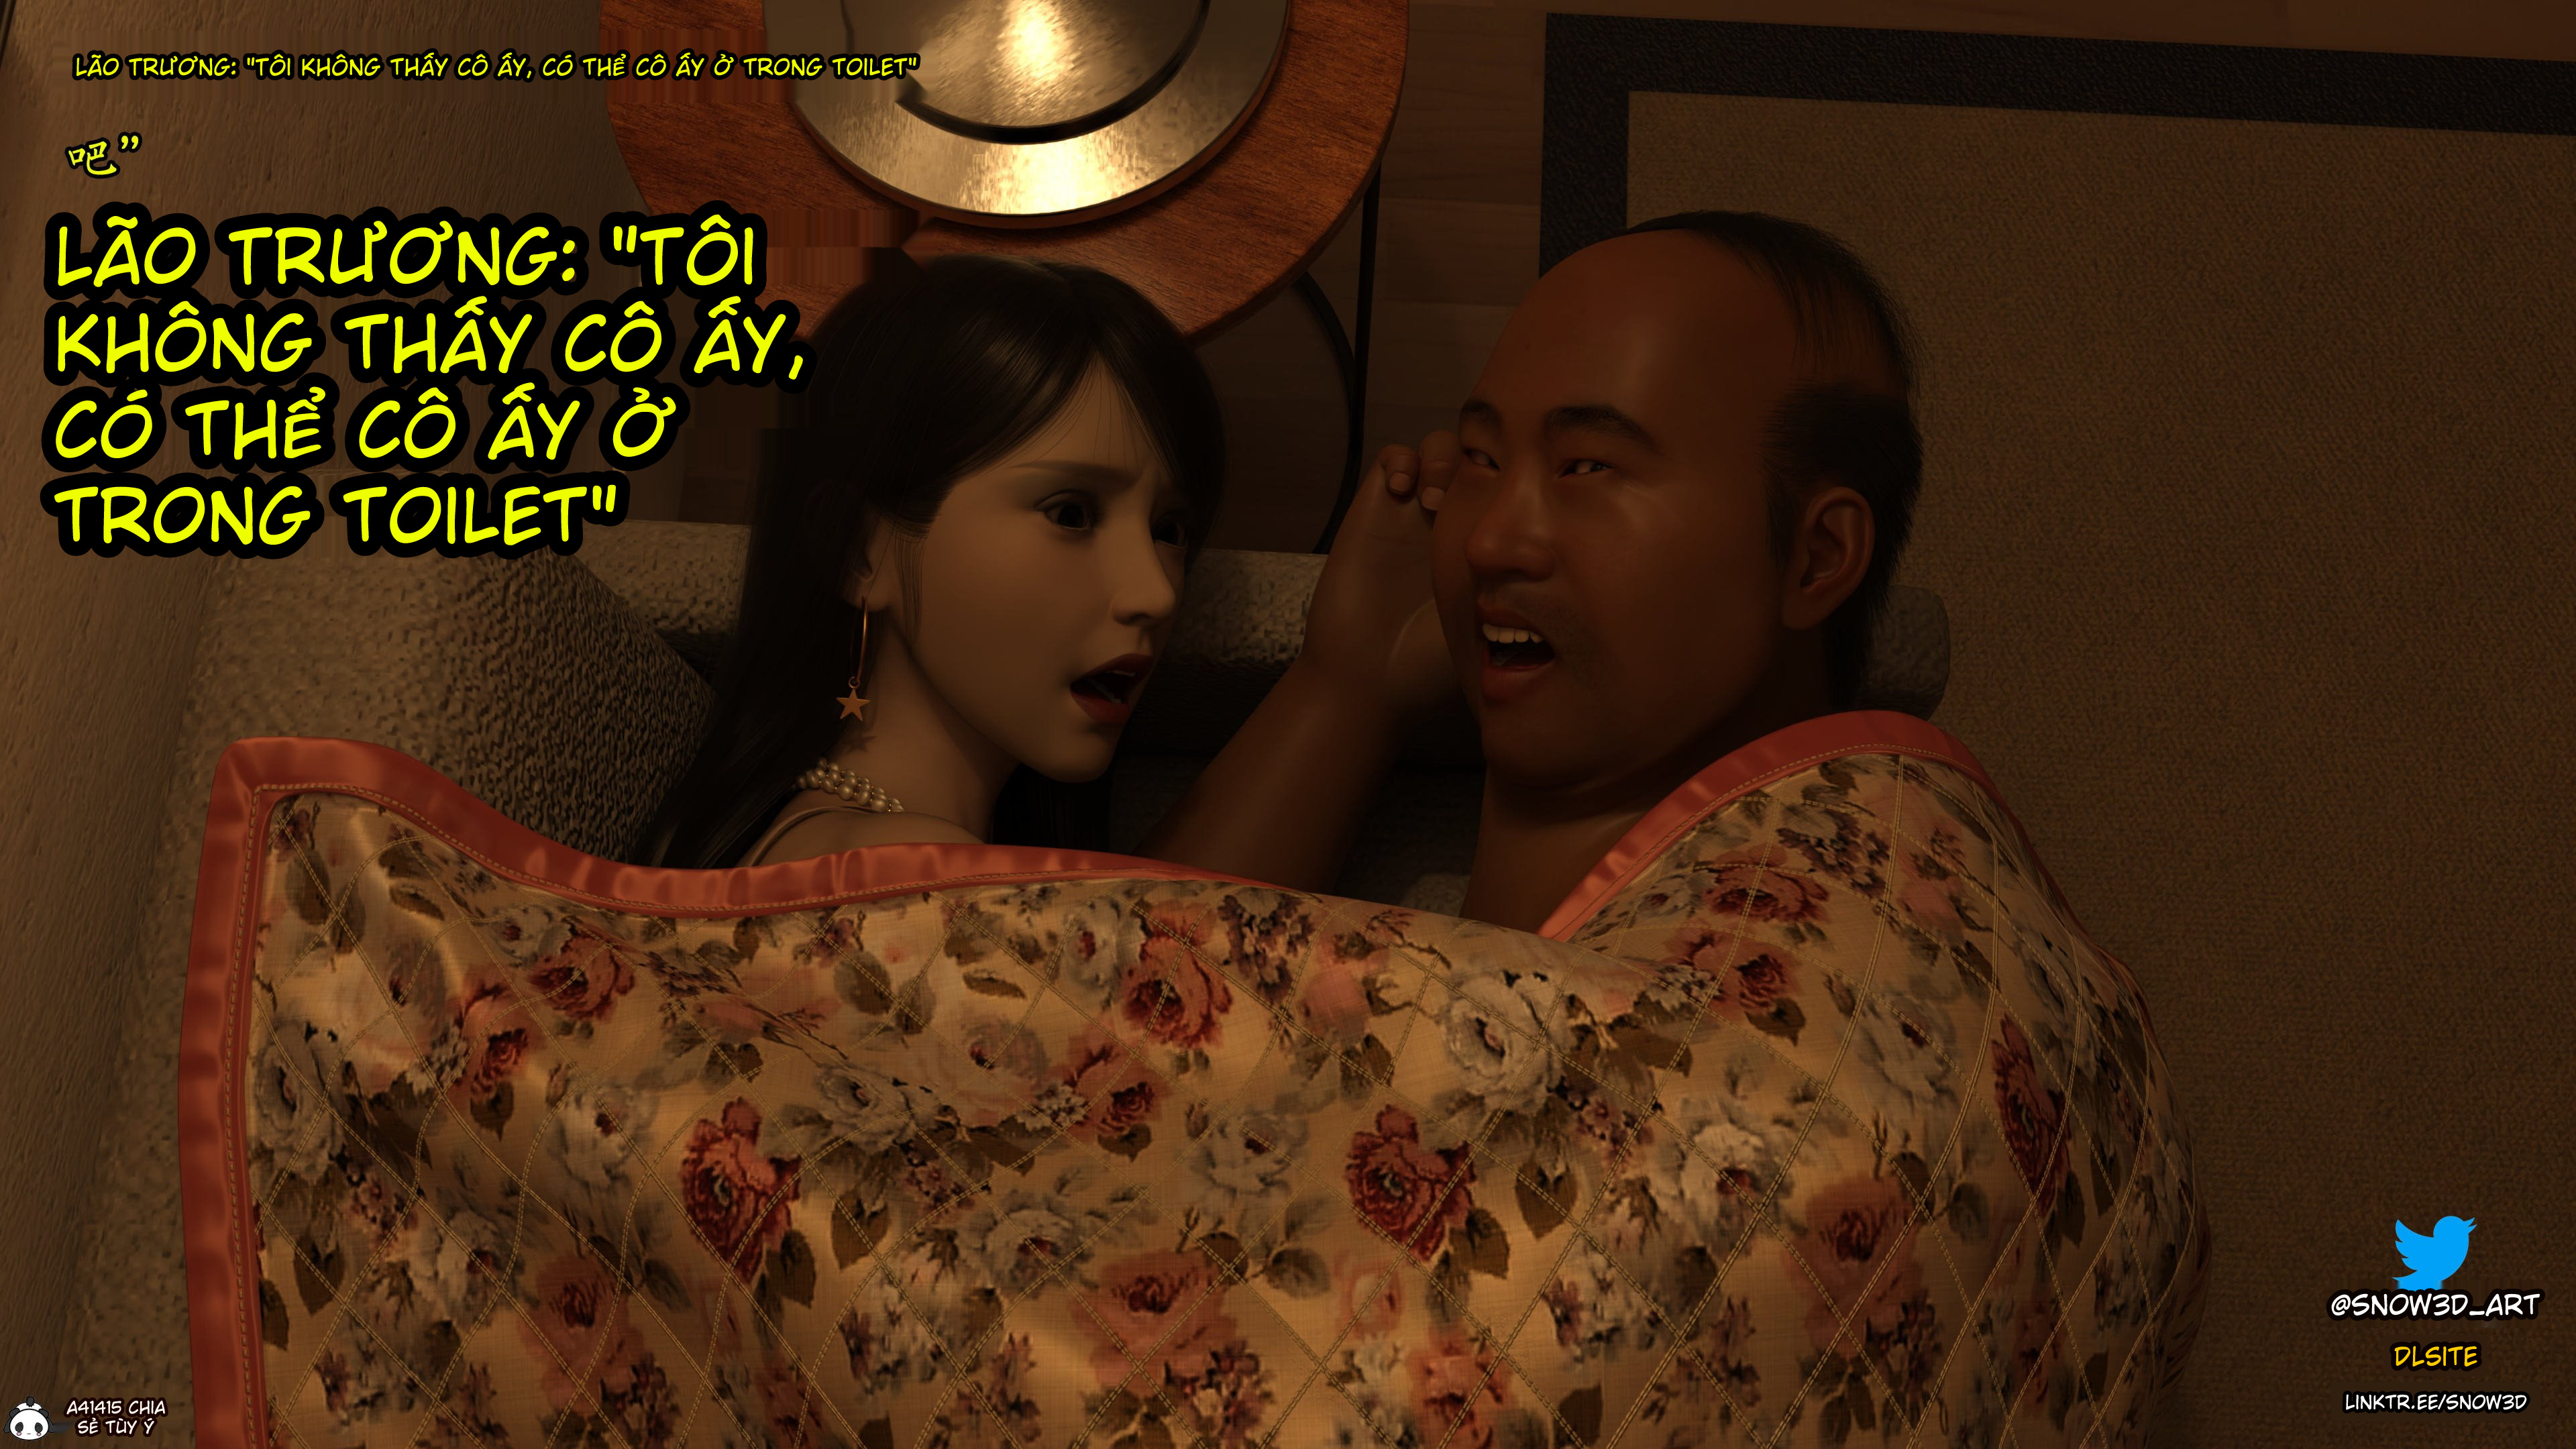 LÃO TRƯƠNG: "TÔI KHÔNG THẤY CÔ ẤY, CÓ THỂ CÔ ẤY Ở TRONG TOILET"
吧”
LÃO TRƯƠNG: "TÔI
KHÔNG THẤY CÔ ẤY,
CÓ THỂ CÔ ẤY Ở
TRONG TOILET"
@SNOW3D_ART
DLSITE
LINKTR.EE/SNOW3D
A41415 CHIA
SẺ TÙY Ý